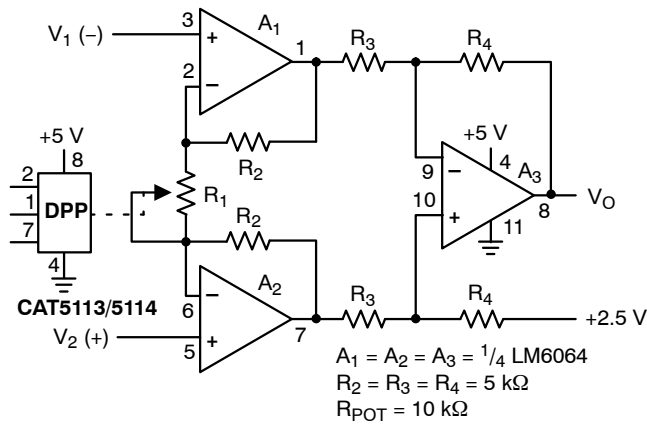 V1 (−)
3
+
A1
1
R3
R4
2
−
+5 V
8
R2
+5 V
4
A3
2
1
7
DPP
R1
9
−
10
+
8
VO
11
R2
4
CAT5113/5114
−
6
A2
7
R3
R4
+2.5 V
V2 (+)
5
+
A1 = A2 = A3 = 1/4 LM6064
R2 = R3 = R4 = 5 kΩ
RPOT = 10 kΩ